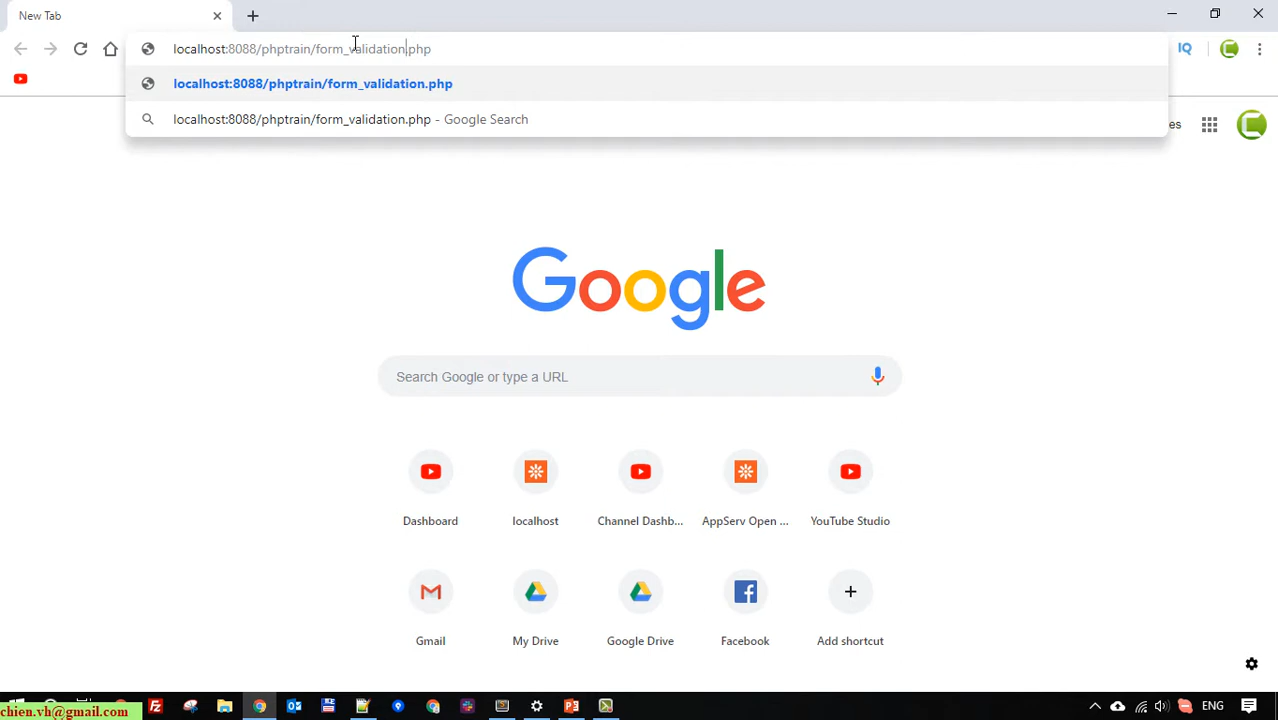 New Tab
localhost:8088/phptrain/form_validation.php
IQ
localhost:8088/phptrain/form_validation.php
localhost:8088/phptrain/form_validation.php - Google Search
es
Google
Search Google or type a URL
Dashboard
localhost
Channel Dashb...
AppServ Open ...
YouTube Studio
Gmail
My Drive
Google Drive
Facebook
Add shortcut
chien.vh@gmail.com
ENG